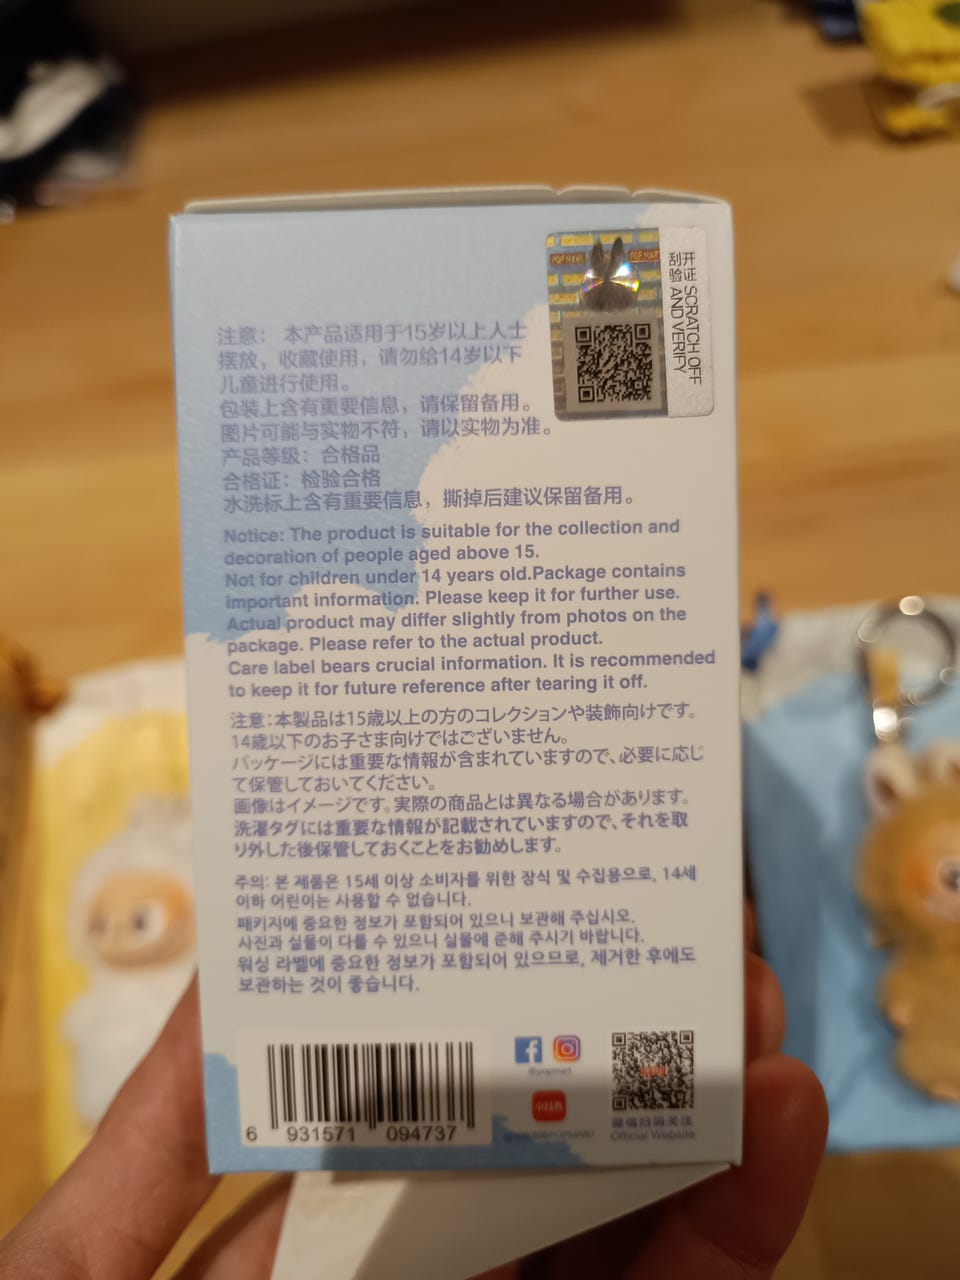 POP MART
POP MART
开 SCRATCH OFF
刮 AND VERIFY
证
验
注意： 本产品适用于15岁以上人士
摆放，收藏使用，请勿给14岁以下
儿童进行使用。
包装上含有重要信息，请保留备用。
图片可能与实物不符，请以实物为准。
产品等级：合格品
合格证：检验合格
水洗标上含有重要信息，撕掉后建议保留备用。
Notice: The product is suitable for the collection and
decoration of people aged above 15.
Not for children under 14 years old.Package contains
important information. Please keep it for further use.
Actual product may differ slightly from photos on the
package. Please refer to the actual product.
Care label bears crucial information. It is recommended
to keep it for future reference after tearing it off.
注意：本製品は15歳以上の方のコレクションや装飾向けです。
14歳以下のお子さま向けではございません。
パッケージには重要な情報が含まれていますので、必要に応じ
て保管しておいてください。
画像はイメージです。実際の商品とは異なる場合があります。
洗濯タグには重要な情報が記載されていますので、それを取
り外した後保管しておくことをお勧めします。
주의: 본 제품은 15세 이상 소비자를 위한 장식 및 수집용으로, 14세
이하 어린이는 사용할 수 없습니다.
패키지에 중요한 정보가 포함되어 있으니 보관해 주십시오.
사진과 실물이 다를 수 있으니 실물에 준해 주시기 바랍니다.
워싱 라벨에 중요한 정보가 포함되어 있으므로, 제거한 후에도
보관하는 것이 좋습니다.
@popmart
小红书
微信扫码关注
Official Website
6 931571 094737